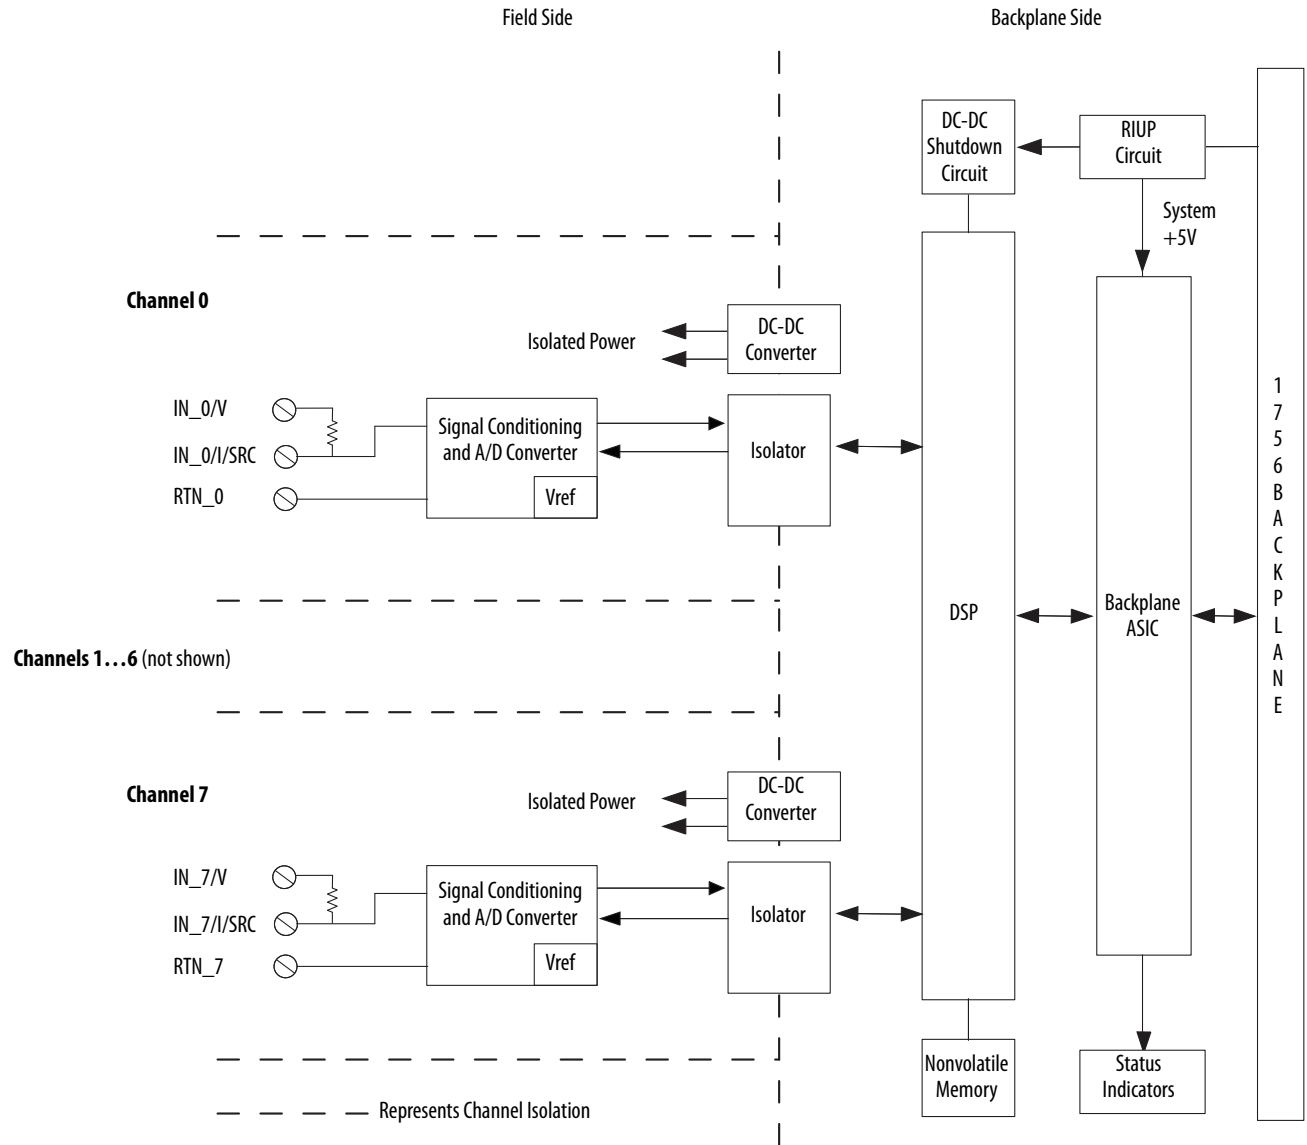 Field Side
Backplane Side
DC-DC
Shutdown
Circuit
RIUP
Circuit
System
+5V
Channel 0
Isolated Power
DC-DC
Converter
IN_0/V
IN_0/I/SRC
RTN_0
Signal Conditioning
and A/D Converter
Vref
Isolator
DSP
Backplane
ASIC
1
7
5
6
B
A
C
K
P
L
A
N
E
Channels 1...6 (not shown)
Channel 7
Isolated Power
DC-DC
Converter
IN_7/V
IN_7/I/SRC
RTN_7
Signal Conditioning
and A/D Converter
Vref
Isolator
Nonvolatile
Memory
Status
Indicators
Represents Channel Isolation